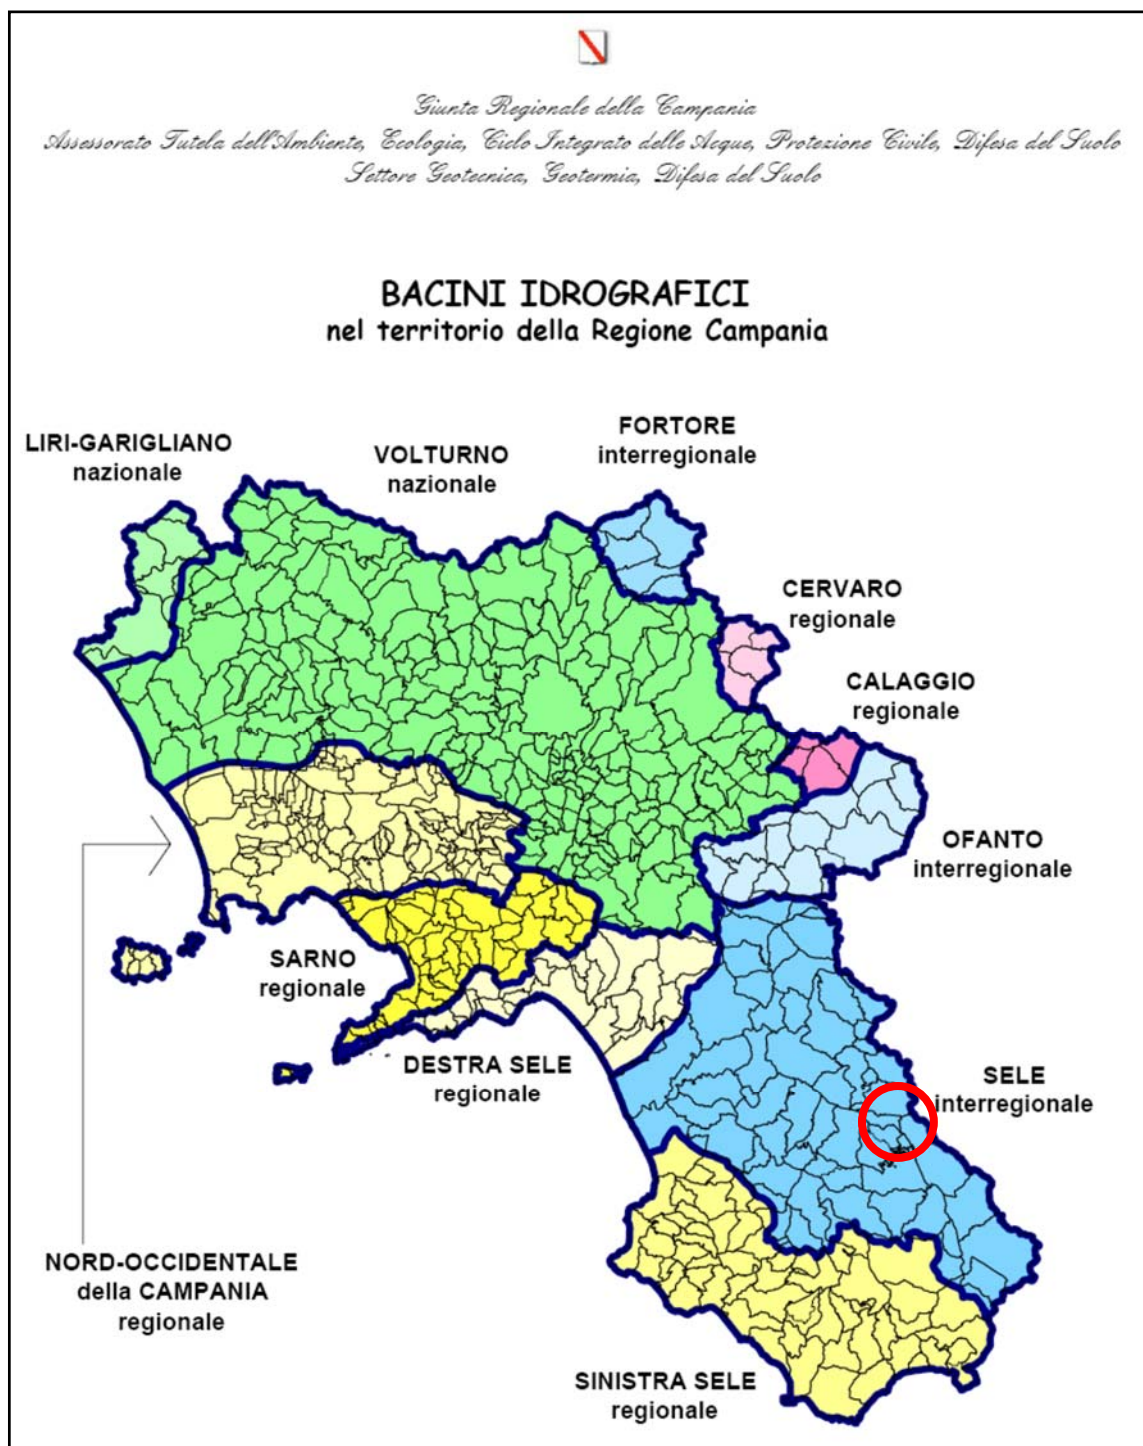 Giunta Regionale della Campania
Assessorato Tutela dell'Ambiente, Ecologia, Ciclo Integrato delle Acque, Protezione Civile, Difesa del Suolo
Settore Geotecnica, Geotermia, Difesa del Suolo
BACINI IDROGRAFICI
nel territorio della Regione Campania
LIRI-GARIGLIANO
nazionale
VOLTURNO
nazionale
FORTORE
interregionale
CERVARO
regionale
CALAGGIO
regionale
OFANTO
interregionale
SARNO
regionale
DESTRA SELE
regionale
SELE
interregionale
NORD-OCCIDENTALE
della CAMPANIA
regionale
SINISTRA SELE
regionale